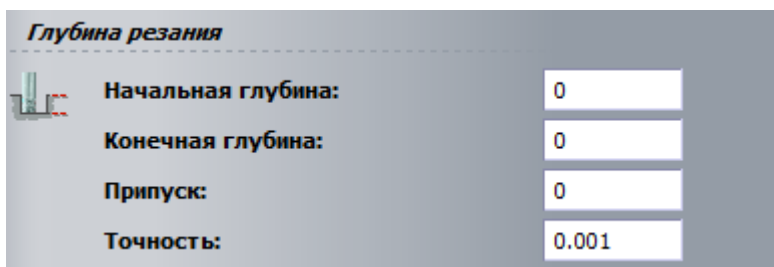 Глубина резания
Начальная глубина: 0
Конечная глубина: 0
Припуск: 0
Точность: 0.001